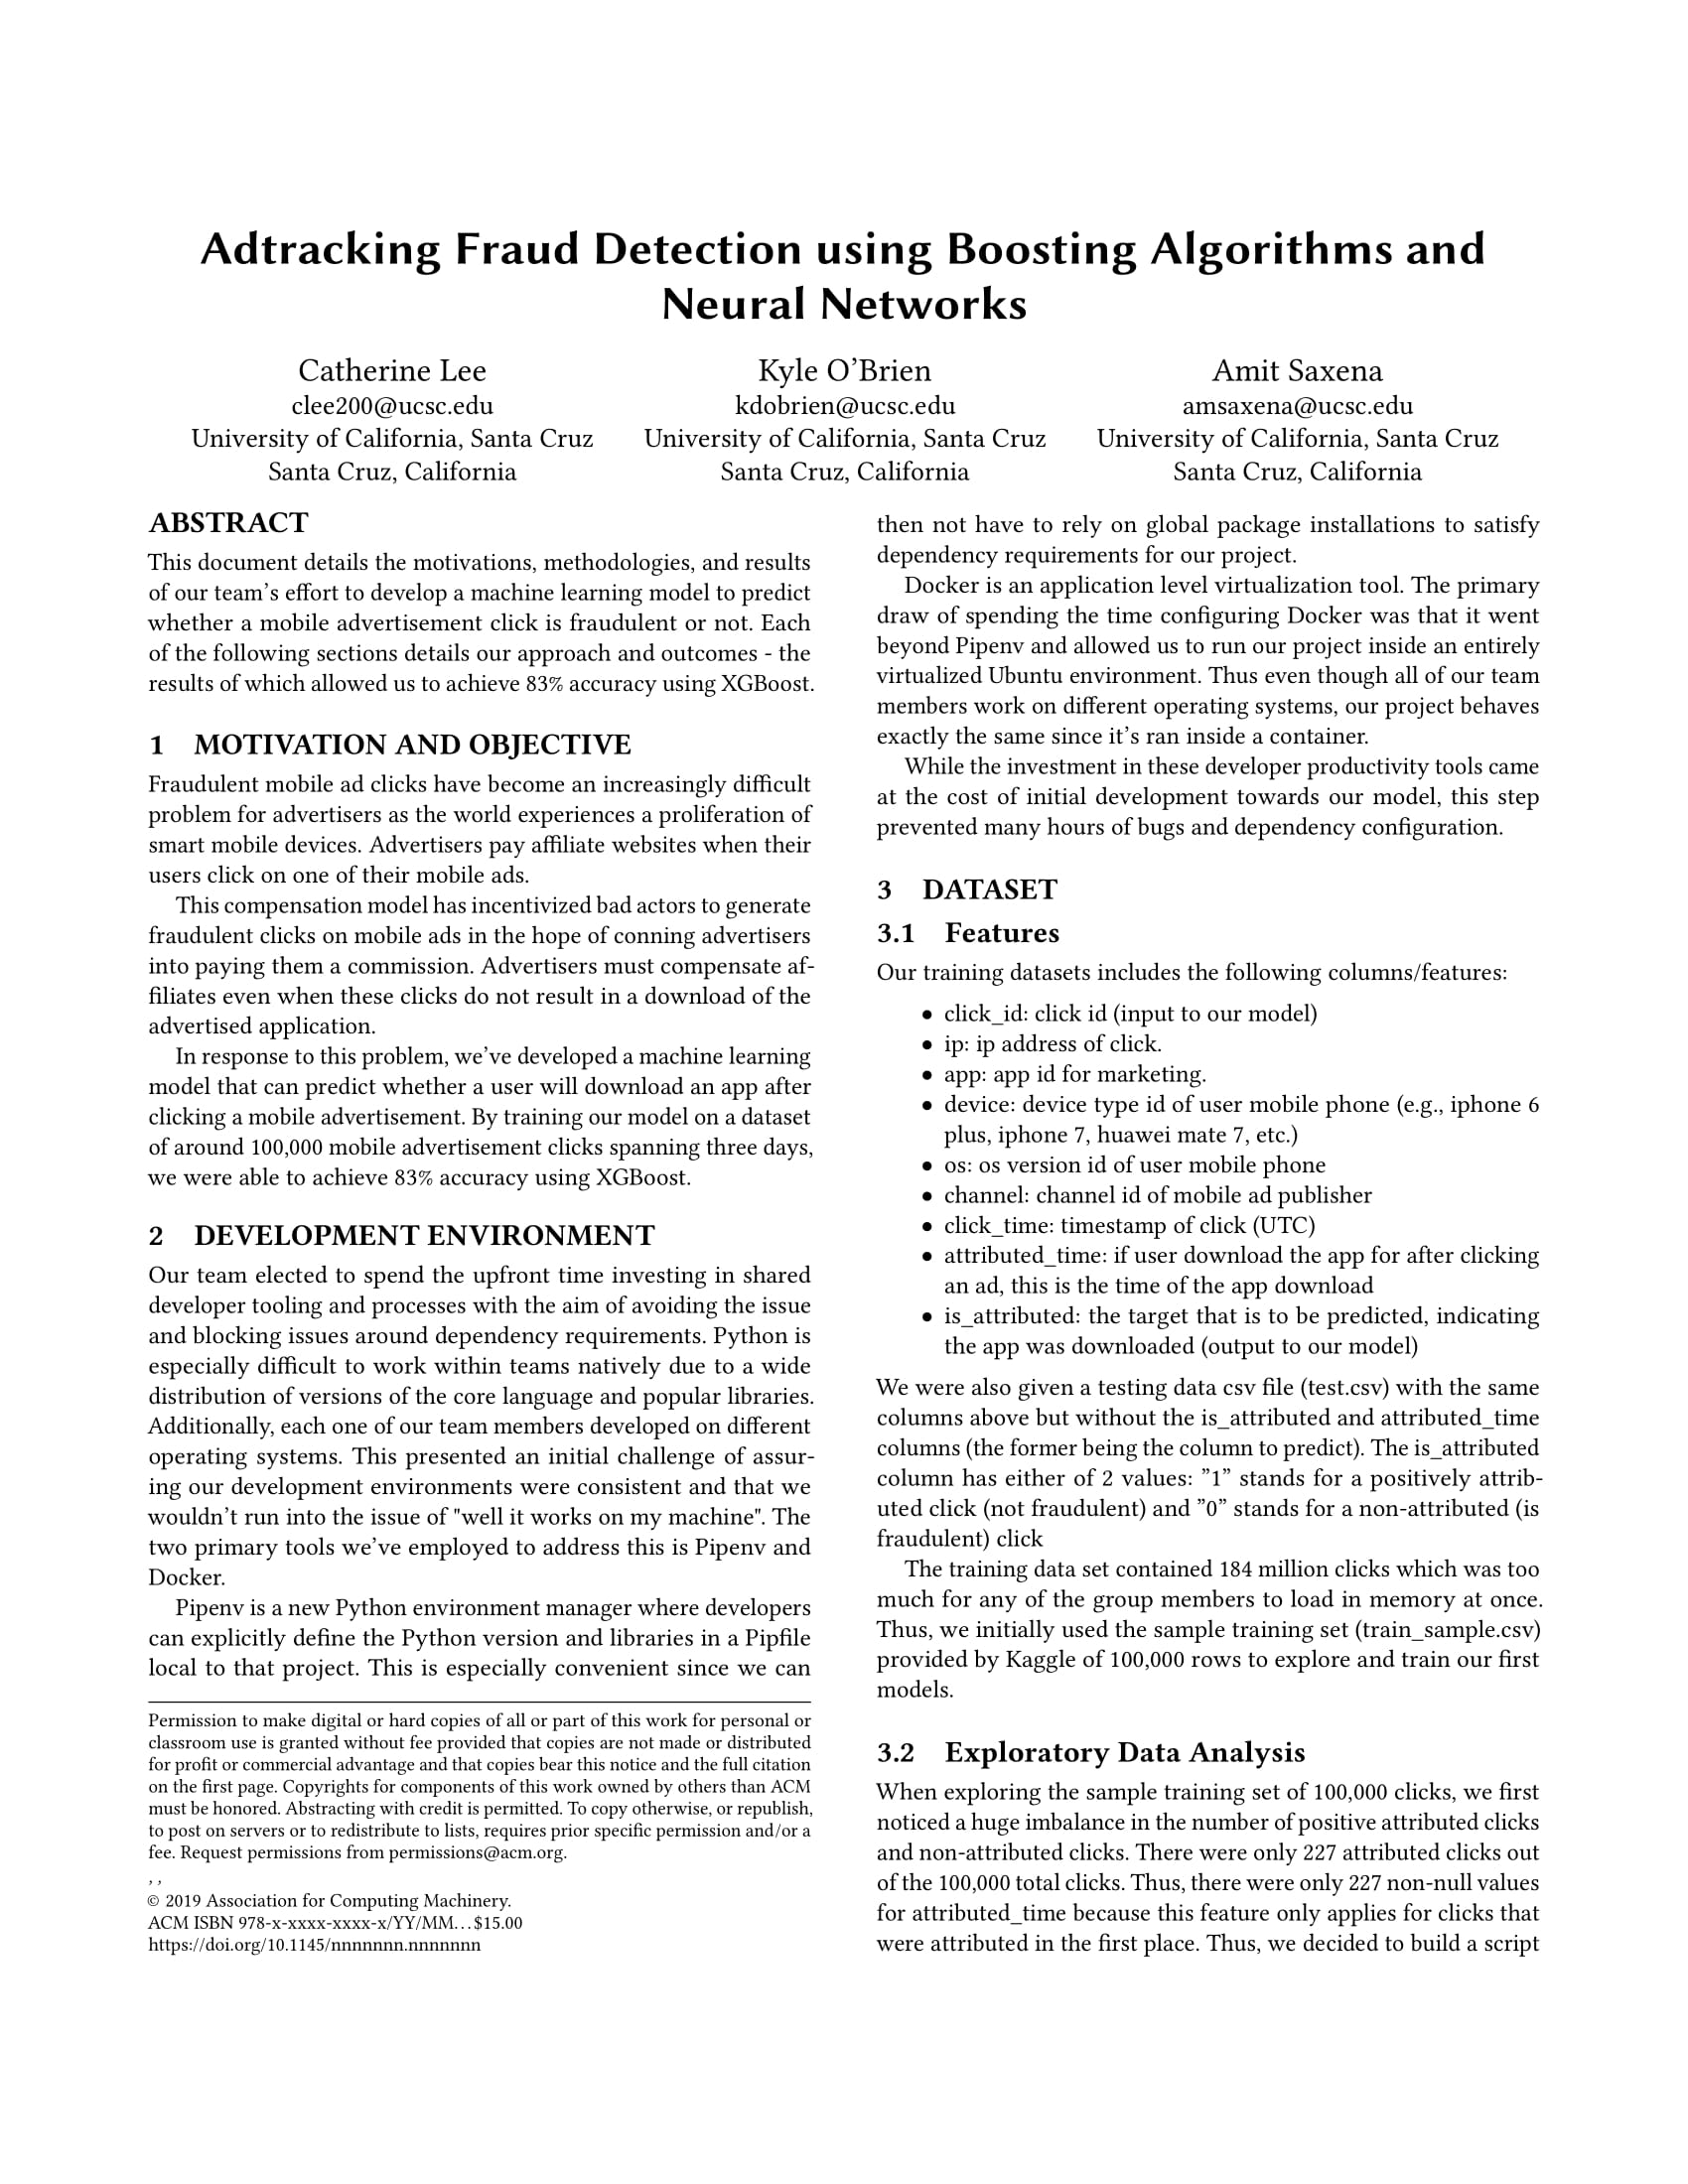 Adtracking Fraud Detection using Boosting Algorithms and
Neural Networks
Catherine Lee
clee200@ucsc.edu
University of California, Santa Cruz
Santa Cruz, California
Kyle O’Brien
kdobrien@ucsc.edu
University of California, Santa Cruz
Santa Cruz, California
Amit Saxena
amsaxena@ucsc.edu
University of California, Santa Cruz
Santa Cruz, California
ABSTRACT
This document details the motivations, methodologies, and results
of our team’s effort to develop a machine learning model to predict
whether a mobile advertisement click is fraudulent or not. Each
of the following sections details our approach and outcomes - the
results of which allowed us to achieve 83% accuracy using XGBoost.
1 MOTIVATION AND OBJECTIVE
Fraudulent mobile ad clicks have become an increasingly difficult
problem for advertisers as the world experiences a proliferation of
smart mobile devices. Advertisers pay affiliate websites when their
users click on one of their mobile ads.
This compensation model has incentivized bad actors to generate
fraudulent clicks on mobile ads in the hope of conning advertisers
into paying them a commission. Advertisers must compensate af-
filiates even when these clicks do not result in a download of the
advertised application.
In response to this problem, we’ve developed a machine learning
model that can predict whether a user will download an app after
clicking a mobile advertisement. By training our model on a dataset
of around 100,000 mobile advertisement clicks spanning three days,
we were able to achieve 83% accuracy using XGBoost.
2 DEVELOPMENT ENVIRONMENT
Our team elected to spend the upfront time investing in shared
developer tooling and processes with the aim of avoiding the issue
and blocking issues around dependency requirements. Python is
especially difficult to work within teams natively due to a wide
distribution of versions of the core language and popular libraries.
Additionally, each one of our team members developed on different
operating systems. This presented an initial challenge of assur-
ing our development environments were consistent and that we
wouldn’t run into the issue of "well it works on my machine". The
two primary tools we’ve employed to address this is Pipenv and
Docker.
Pipenv is a new Python environment manager where developers
can explicitly define the Python version and libraries in a Pipfile
local to that project. This is especially convenient since we can
Permission to make digital or hard copies of all or part of this work for personal or
classroom use is granted without fee provided that copies are not made or distributed
for profit or commercial advantage and that copies bear this notice and the full citation
on the first page. Copyrights for components of this work owned by others than ACM
must be honored. Abstracting with credit is permitted. To copy otherwise, or republish,
to post on servers or to redistribute to lists, requires prior specific permission and/or a
fee. Request permissions from permissions@acm.org.
, ,
© 2019 Association for Computing Machinery.
ACM ISBN 978-x-xxxx-xxxx-x/YY/MM. . . $15.00
https://doi.org/10.1145/nnnnnnn.nnnnnnn
then not have to rely on global package installations to satisfy
dependency requirements for our project.
Docker is an application level virtualization tool. The primary
draw of spending the time configuring Docker was that it went
beyond Pipenv and allowed us to run our project inside an entirely
virtualized Ubuntu environment. Thus even though all of our team
members work on different operating systems, our project behaves
exactly the same since it’s ran inside a container.
While the investment in these developer productivity tools came
at the cost of initial development towards our model, this step
prevented many hours of bugs and dependency configuration.
3 DATASET
3.1 Features
Our training datasets includes the following columns/features:
• click_id: click id (input to our model)
• ip: ip address of click.
• app: app id for marketing.
• device: device type id of user mobile phone (e.g., iphone 6
plus, iphone 7, huawei mate 7, etc.)
• os: os version id of user mobile phone
• channel: channel id of mobile ad publisher
• click_time: timestamp of click (UTC)
• attributed_time: if user download the app for after clicking
an ad, this is the time of the app download
• is_attributed: the target that is to be predicted, indicating
the app was downloaded (output to our model)
We were also given a testing data csv file (test.csv) with the same
columns above but without the is_attributed and attributed_time
columns (the former being the column to predict). The is_attributed
column has either of 2 values: ”1” stands for a positively attrib-
uted click (not fraudulent) and ”0” stands for a non-attributed (is
fraudulent) click
The training data set contained 184 million clicks which was too
much for any of the group members to load in memory at once.
Thus, we initially used the sample training set (train_sample.csv)
provided by Kaggle of 100,000 rows to explore and train our first
models.
3.2 Exploratory Data Analysis
When exploring the sample training set of 100,000 clicks, we first
noticed a huge imbalance in the number of positive attributed clicks
and non-attributed clicks. There were only 227 attributed clicks out
of the 100,000 total clicks. Thus, there were only 227 non-null values
for attributed_time because this feature only applies for clicks that
were attributed in the first place. Thus, we decided to build a script